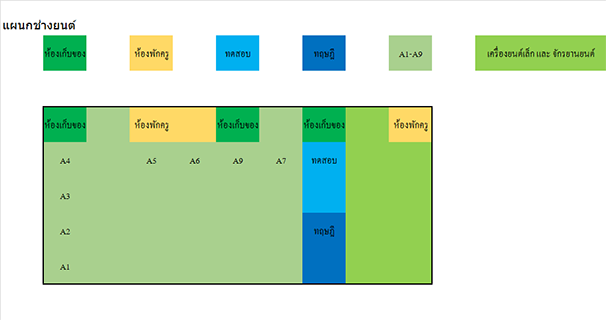 แผนกช่างยนต์
ห้องเก็บของ ห้องพักครู ทดสอบ ทฤษฎี A1-A9 เครื่องยนต์เล็ก และ จักรยานยนต์
ห้องเก็บของ ห้องพักครู ห้องเก็บของ ห้องเก็บของ ห้องพักครู
A4 A5 A6 A9 A7 ทดสอบ
A3
A2 ทฤษฎี
A1